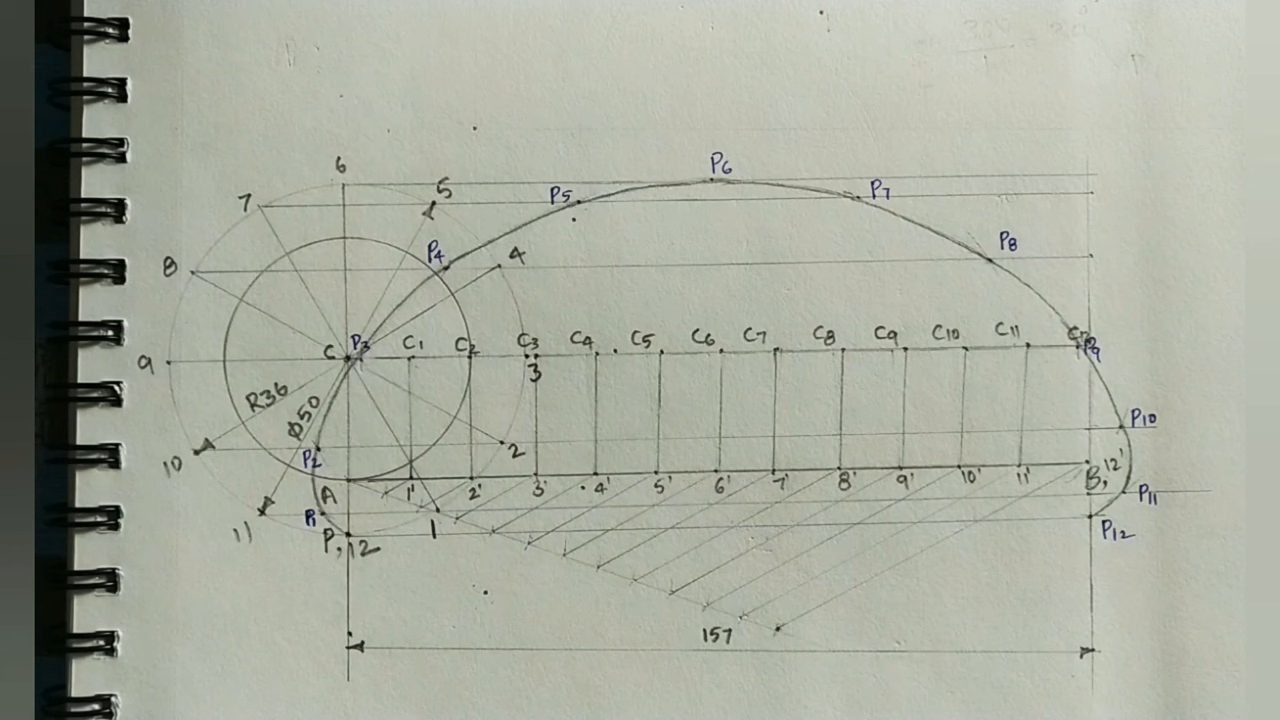 6
P6
7
5
P5
P7
P4
P8
8
4
C
P3
C1
C2
C3
C4
C5
C6
C7
C8
C9
C10
C11
P9
9
3
R36
Φ50
P10
10
P2
2
A
1'
2'
3'
4'
5'
6'
7'
8'
9'
10'
11'
B,12'
P11
11
P1
P,12
1
P12
157